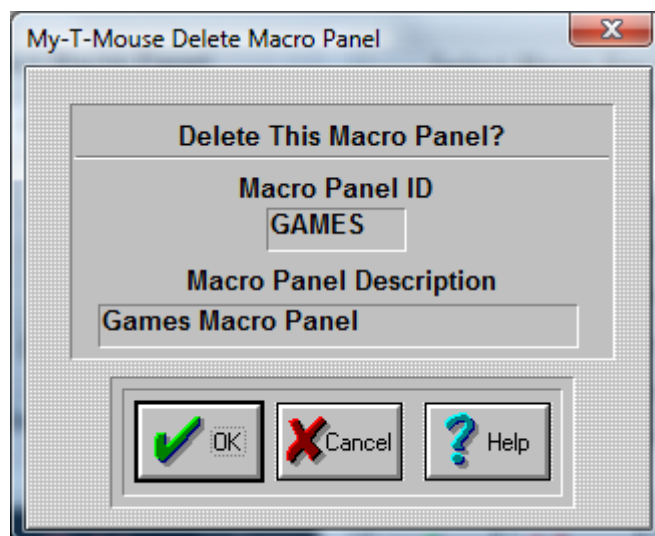 My-T-Mouse Delete Macro Panel
Delete This Macro Panel?
Macro Panel ID
GAMES
Macro Panel Description
Games Macro Panel
OK
Cancel
Help